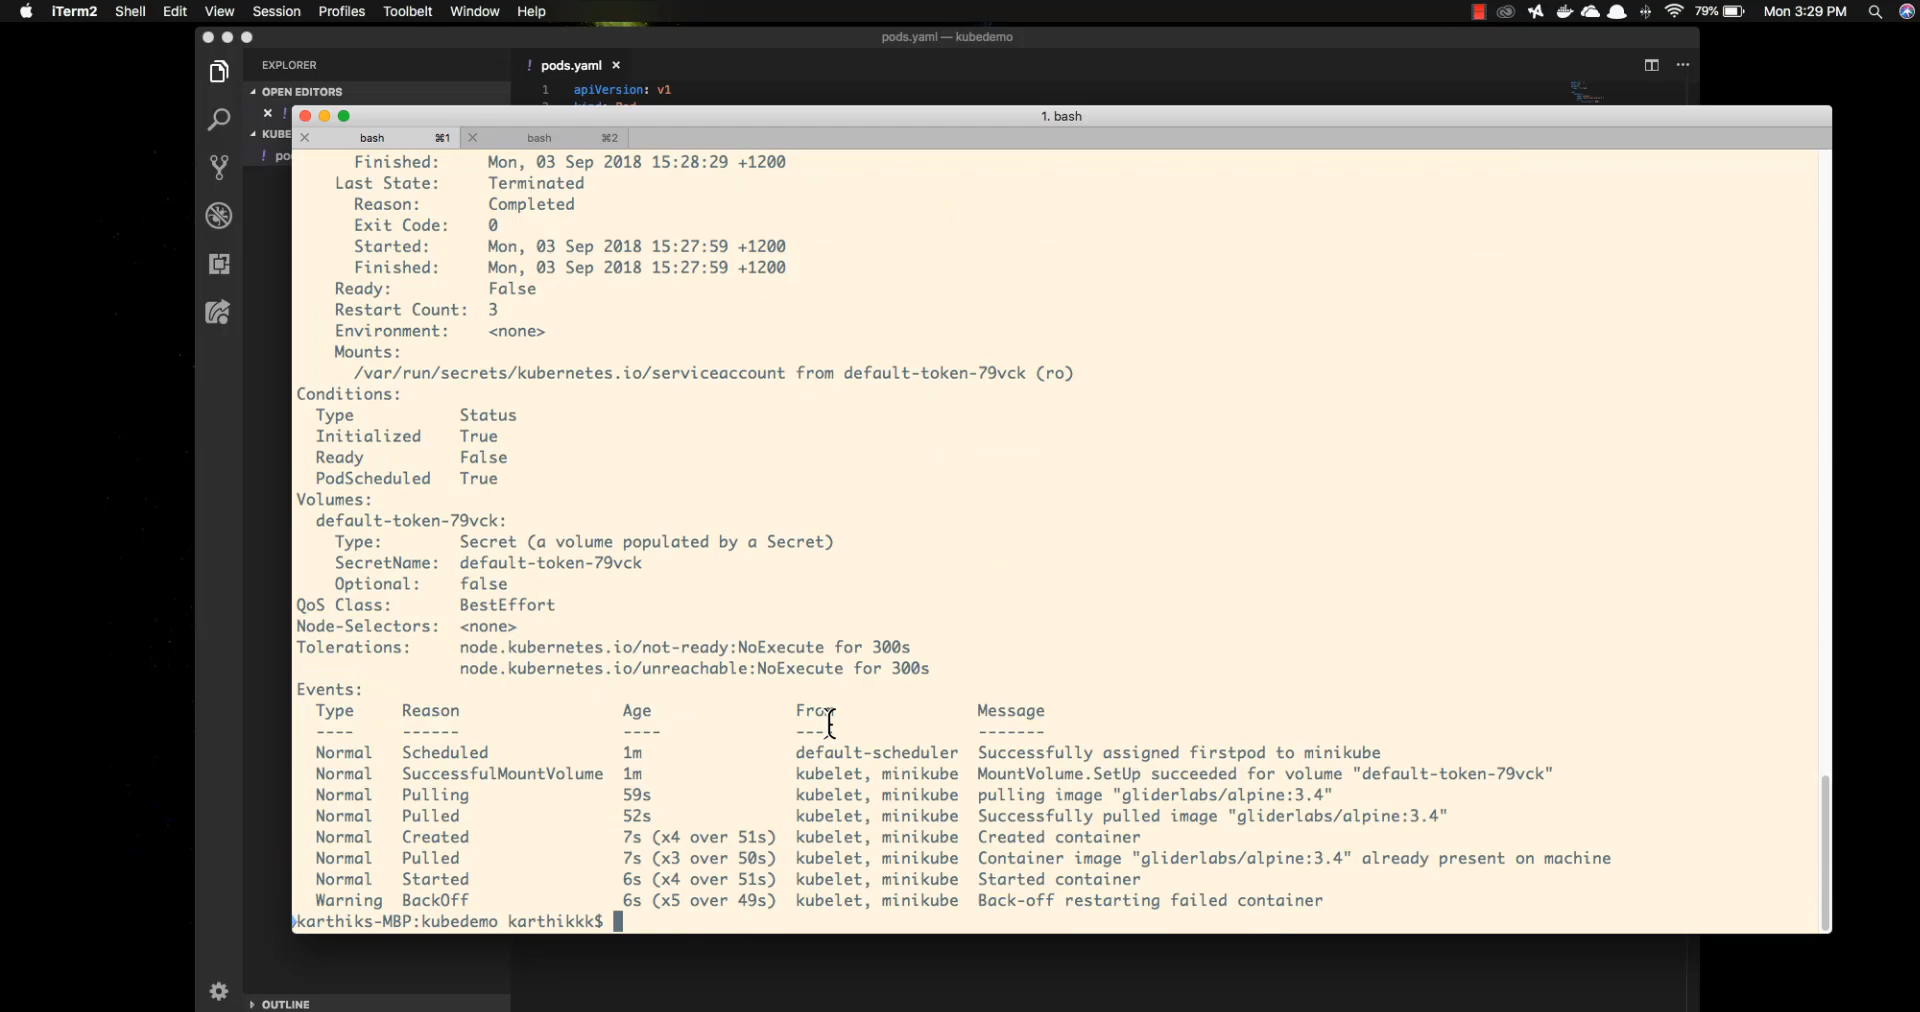 iTerm2 Shell Edit View Session Profiles Toolbelt Window Help 79% Mon 3:29 PM
pods.yaml — kubedemo
EXPLORER
! pods.yaml ×
OPEN EDITORS
1 apiVersion: v1
× !
1. bash
KUBE
× bash ⌘1 × bash ⌘2
! po
Finished: Mon, 03 Sep 2018 15:28:29 +1200
Last State: Terminated
Reason: Completed
Exit Code: 0
Started: Mon, 03 Sep 2018 15:27:59 +1200
Finished: Mon, 03 Sep 2018 15:27:59 +1200
Ready: False
Restart Count: 3
Environment: <none>
Mounts:
/var/run/secrets/kubernetes.io/serviceaccount from default-token-79vck (ro)
Conditions:
Type Status
Initialized True
Ready False
PodScheduled True
Volumes:
default-token-79vck:
Type: Secret (a volume populated by a Secret)
SecretName: default-token-79vck
Optional: false
QoS Class: BestEffort
Node-Selectors: <none>
Tolerations: node.kubernetes.io/not-ready:NoExecute for 300s
node.kubernetes.io/unreachable:NoExecute for 300s
Events:
Type Reason Age From Message
---- ------ ---- ---- -------
Normal Scheduled 1m default-scheduler Successfully assigned firstpod to minikube
Normal SuccessfulMountVolume 1m kubelet, minikube MountVolume.SetUp succeeded for volume "default-token-79vck"
Normal Pulling 59s kubelet, minikube pulling image "gliderlabs/alpine:3.4"
Normal Pulled 52s kubelet, minikube Successfully pulled image "gliderlabs/alpine:3.4"
Normal Created 7s (x4 over 51s) kubelet, minikube Created container
Normal Pulled 7s (x3 over 50s) kubelet, minikube Container image "gliderlabs/alpine:3.4" already present on machine
Normal Started 6s (x4 over 51s) kubelet, minikube Started container
Warning BackOff 6s (x5 over 49s) kubelet, minikube Back-off restarting failed container
karthiks-MBP:kubedemo karthikkk$
OUTLINE